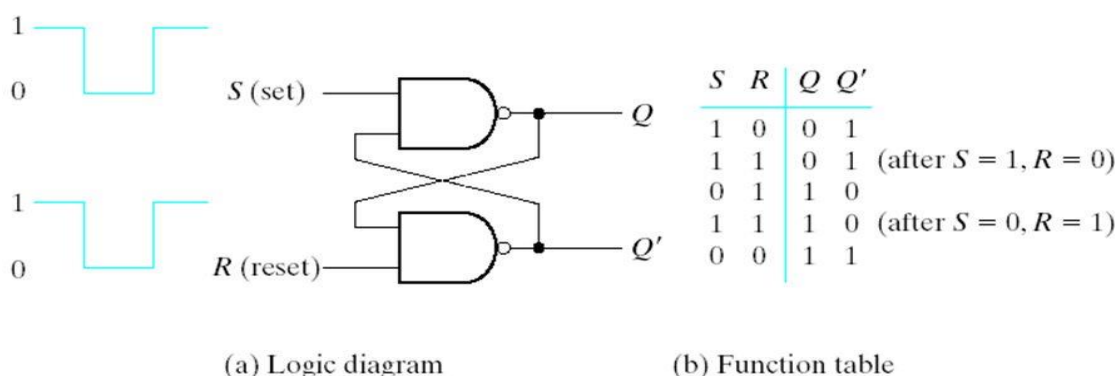 1
0
S (set)
Q
1
0
R (reset)
Q′
S R Q Q′
1 0 0 1
1 1 0 1 (after S = 1, R = 0)
0 1 1 0
1 1 1 0 (after S = 0, R = 1)
0 0 1 1
(a) Logic diagram
(b) Function table